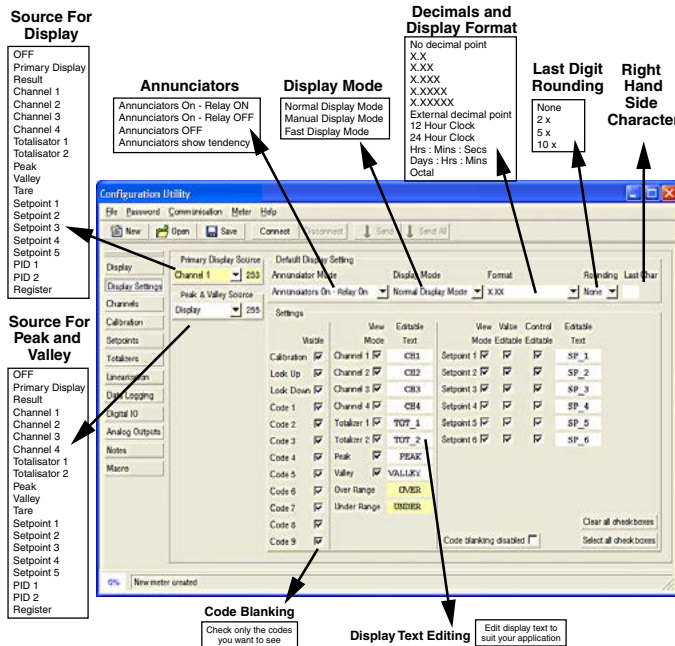 Source For
Display
OFF
Primary Display
Result
Channel 1
Channel 2
Channel 3
Channel 4
Totalisator 1
Totalisator 2
Peak
Valley
Tare
Setpoint 1
Setpoint 2
Setpoint 3
Setpoint 4
Setpoint 5
PID 1
PID 2
Register
Annunciators
Annunciators On - Relay ON
Annunciators On - Relay OFF
Annunciators OFF
Annunciators show tendency
Display Mode
Normal Display Mode
Manual Display Mode
Fast Display Mode
Decimals and
Display Format
No decimal point
X.X
X.XX
X.XXX
X.XXXX
X.XXXXX
External decimal point
12 Hour Clock
24 Hour Clock
Hrs : Mins : Secs
Days : Hrs : Mins
Octal
Last Digit
Rounding
None
2 x
5 x
10 x
Right
Hand
Side
Character
Source For
Peak and
Valley
OFF
Primary Display
Result
Channel 1
Channel 2
Channel 3
Channel 4
Totalisator 1
Totalisator 2
Peak
Valley
Tare
Setpoint 1
Setpoint 2
Setpoint 3
Setpoint 4
Setpoint 5
PID 1
PID 2
Register
Configuration Utility
File Password Communication Meter Help
New Open Save Connect Disconnect Send Send All
Display
Display Settings
Channels
Calibration
Setpoints
Totalizers
Linearization
Data Logging
Digital IO
Analog Outputs
Notes
Macro
Primary Display Source
Channel 1 253
Peak & Valley Source
Display 255
Default Display Setting
Annunciator Mode Display Mode Format Rounding Last Char
Annunciators On - Relay On Normal Display Mode X.XX None
Settings
View Editable View Value Control Editable
Visible Mode Text Mode Editable Editable Text
Calibration Channel 1 CH1 Setpoint 1 SP_1
Lock Up Channel 2 CH2 Setpoint 2 SP_2
Lock Down Channel 3 CH3 Setpoint 3 SP_3
Code 1 Channel 4 CH4 Setpoint 4 SP_4
Code 2 Totalizer 1 TOT_1 Setpoint 5 SP_5
Code 3 Totalizer 2 TOT_2 Setpoint 6 SP_6
Code 4 Peak PEAK
Code 5 Valley VALLEY
Code 6 Over Range OVER
Code 7 Under Range UNDER
Code 8 Clear all checkboxes
Code 9 Code blanking disabled Select all checkboxes
0% New meter created
Code Blanking
Check only the codes
you want to see
Display Text Editing
Edit display text to
suit your application